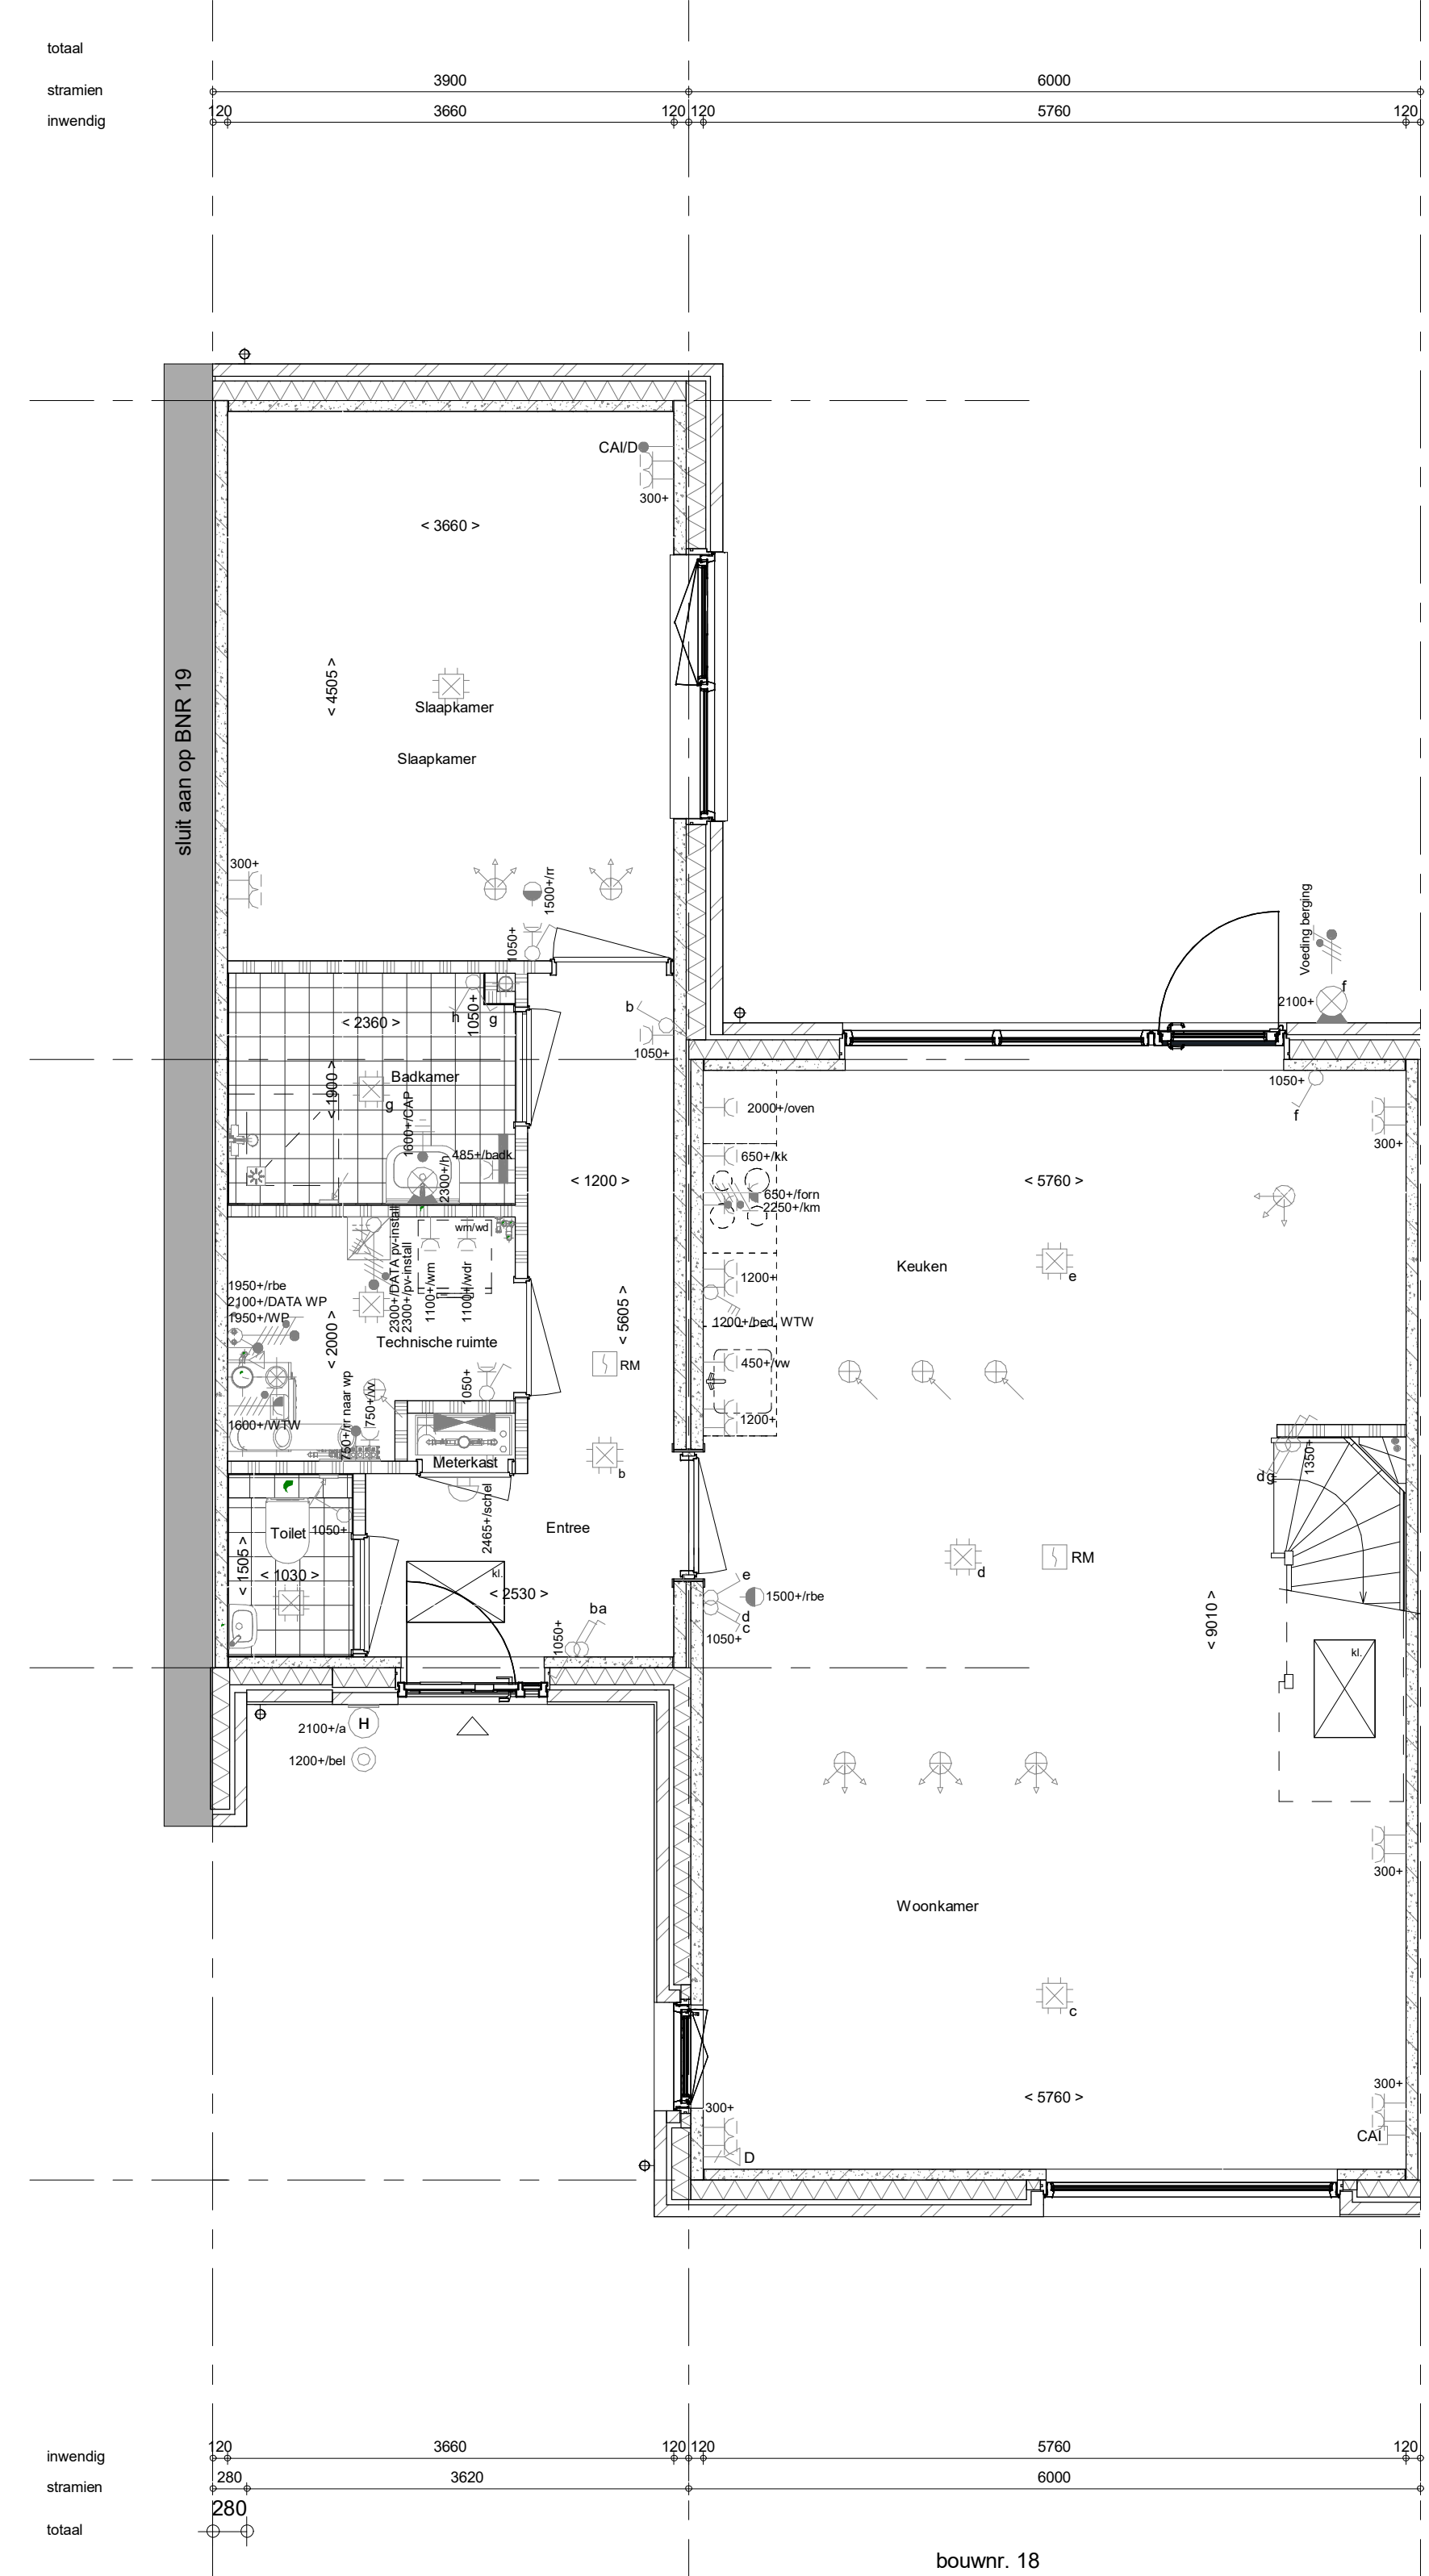 totaal
3900
6000
stramien
120
3660
120
120
5760
120
inwendig
CAI/D
300+
< 3660 >
< 4505 >
Slaapkamer
Slaapkamer
sluit aan op BNR 19
300+
1500+/rr
1050+
Voeding berging
f
2100+
b
1050+
h
g
1050+
< 2360 >
< 1900 >
Badkamer
g
1600+/CAP
485+/badk
2300+/h
< 1200 >
1050+
f
300+
2000+/oven
650+/kk
650+/forn
2250+/km
< 5760 >
Keuken
e
1200+
1200+/bed. WTW
450+/vw
1200+
wm/wd
2300+/DATA pv-install
2300+/pv-install
1100+/wm
1100+/wdr
1950+/rbe
2100+/DATA WP
1950+/WP
< 2000 >
Technische ruimte
< 5605 >
RM
750+/rr naar wp
750+/w
1050+
1600+/WTW
Meterkast
b
2465+/schel
Entree
Toilet
1050+
< 1505 >
< 1030 >
kl.
< 2530 >
ba
1050+
e
d
c
1500+/rbe
1050+
d
RM
dg
1350+
< 9010 >
kl.
2100+/a
H
1200+/bel
300+
Woonkamer
c
< 5760 >
300+
CAI
300+
D
inwendig
120
3660
120
120
5760
120
stramien
280
3620
6000
280
totaal
bouwnr. 18